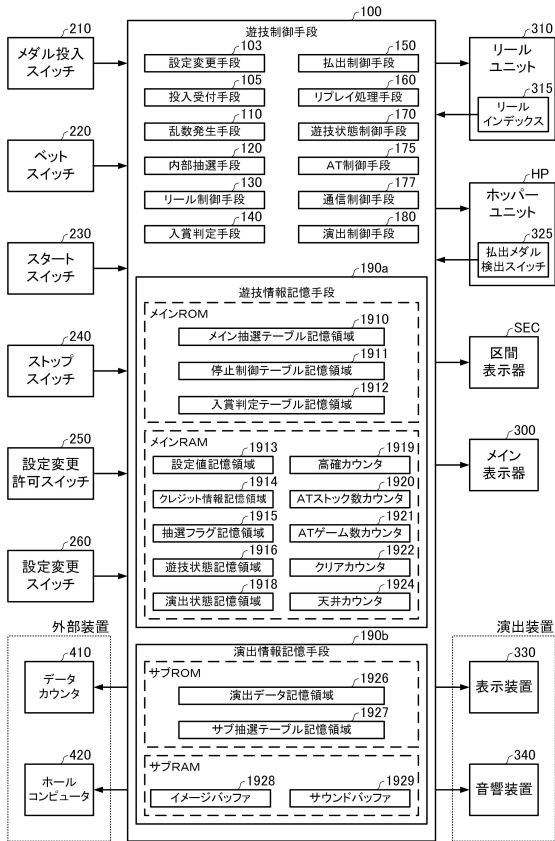 210
メダル投入
スイッチ
220
ベット
スイッチ
230
スタート
スイッチ
240
ストップ
スイッチ
250
設定変更
許可スイッチ
260
設定変更
スイッチ
外部装置
410
データ
カウンタ
420
ホール
コンピュータ
100
遊技制御手段
103
設定変更手段
105
投入受付手段
110
乱数発生手段
120
内部抽選手段
130
リール制御手段
140
入賞判定手段
150
払出制御手段
160
リプレイ処理手段
170
遊技状態制御手段
175
AT制御手段
177
通信制御手段
180
演出制御手段
190a
遊技情報記憶手段
メインROM
1910
メイン抽選テーブル記憶領域
1911
停止制御テーブル記憶領域
1912
入賞判定テーブル記憶領域
メインRAM
1913
設定値記憶領域
1914
クレジット情報記憶領域
1915
抽選フラグ記憶領域
1916
遊技状態記憶領域
1918
演出状態記憶領域
1919
高確カウンタ
1920
ATストック数カウンタ
1921
ATゲーム数カウンタ
1922
クリアカウンタ
1924
天井カウンタ
190b
演出情報記憶手段
サブROM
1926
演出データ記憶領域
1927
サブ抽選テーブル記憶領域
サブRAM
1928
イメージバッファ
1929
サウンドバッファ
310
リール
ユニット
315
リール
インデックス
HP
ホッパー
ユニット
325
払出メダル
検出スイッチ
SEC
区間
表示器
300
メイン
表示器
演出装置
330
表示装置
340
音響装置